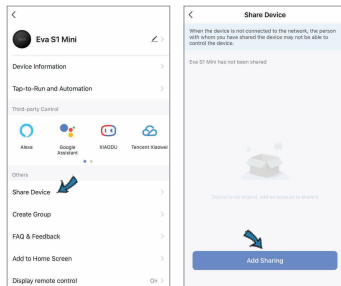 Eva S1 Mini
Device Information
Tap-to-Run and Automation
Third-party Control
Alexa
Google
Assistant
XIAODU
Tencent Xiaowei
Others
Share Device
Create Group
FAQ & Feedback
Add to Home Screen
Display remote control
On
Share Device
When the device is not connected to the network, the person
with whom you have shared the device may not be able to
control the device.
Eva S1 Mini has not been shared
Add Sharing